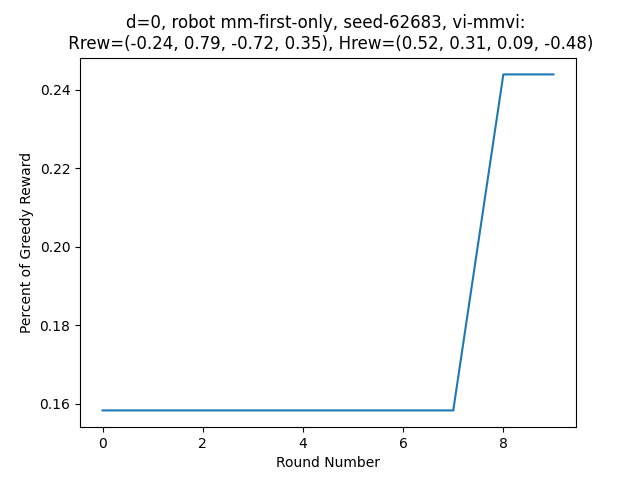 d=0, robot mm-first-only, seed-62683, vi-mmvi:
Rrew=(-0.24, 0.79, -0.72, 0.35), Hrew=(0.52, 0.31, 0.09, -0.48)
0.24
0.22
0.20
0.18
0.16
Percent of Greedy Reward
0 2 4 6 8
Round Number